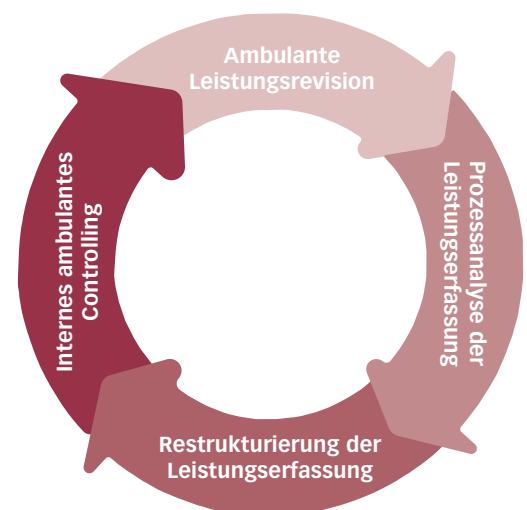 Ambulante
Leistungsrevision
Prozessanalyse der
Leistungserfassung
Restrukturierung der
Leistungserfassung
Internes ambulantes
Controlling